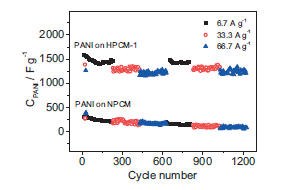 6.7 A g⁻¹
33.3 A g⁻¹
66.7 A g⁻¹
PANI on HPCM-1
PANI on NPCM
C_PANI / F g⁻¹
2000
1500
1000
500
0
0 300 600 900 1200
Cycle number